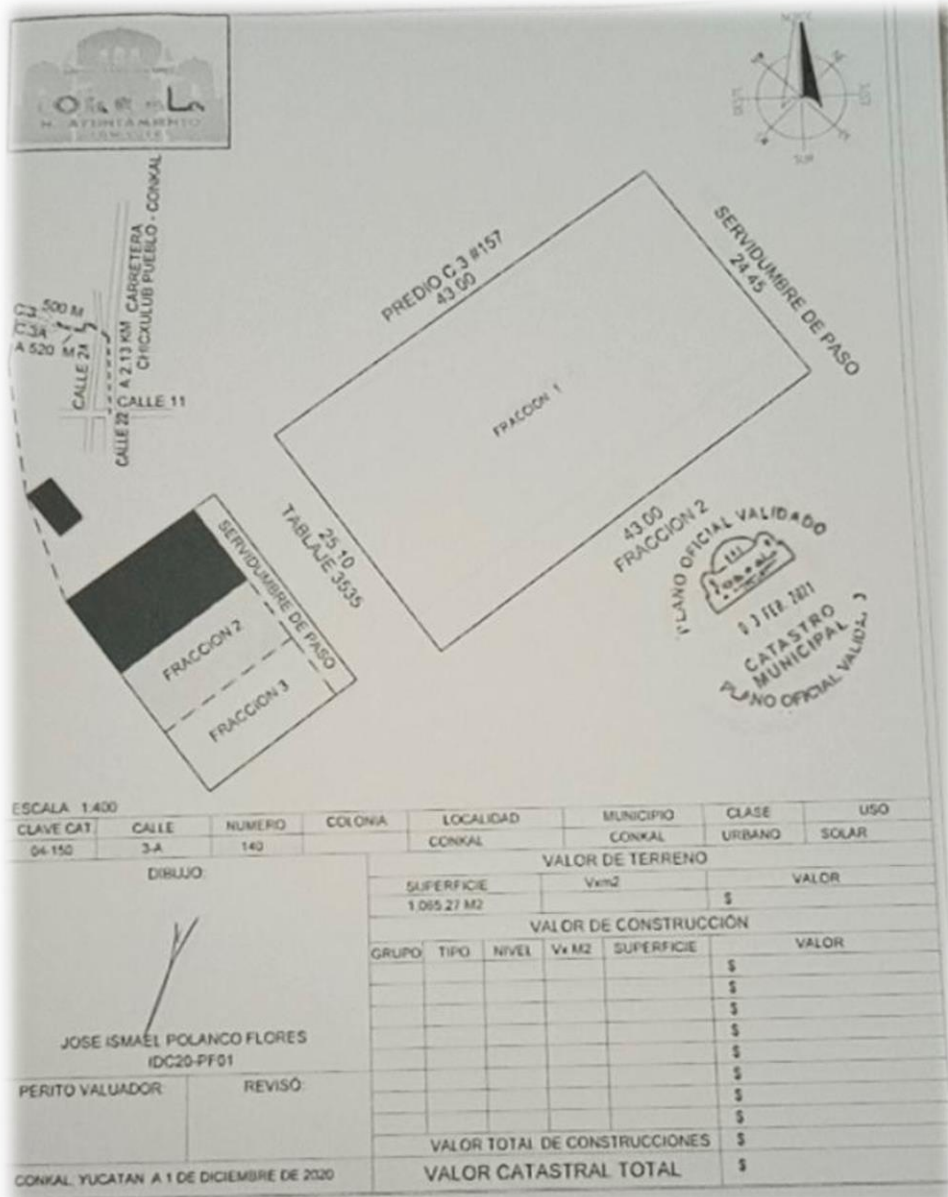 H. AYUNTAMIENTO
SUR
CARRETERA
CHICXULUB PUEBLO - CONKAL
A 2.13 KM
C3 500 M
C 3A
A 520 M
CALLE 24
CALLE 22
CALLE 11
PREDIO C.3 #157
43.00
SERVIDUMBRE DE PASO
24.45
FRACCION 1
25.10
TABLAJE 3535
43.00
FRACCION 2
SERVIDUMBRE DE PASO
FRACCION 2
FRACCION 3
PLANO OFICIAL VALIDADO
03 FEB. 2021
CATASTRO
MUNICIPAL
PLANO OFICIAL VALIDA
ESCALA 1:400
CLAVE CAT CALLE NUMERO COLONIA LOCALIDAD MUNICIPIO CLASE USO
04-150 3-A 140 CONKAL CONKAL URBANO SOLAR
DIBUJO:
VALOR DE TERRENO
SUPERFICIE Vxm2 VALOR
1,065.27 M2 $
VALOR DE CONSTRUCCIÓN
GRUPO TIPO NIVEL Vx M2 SUPERFICIE VALOR
$
$
$
$
$
$
$
$
JOSE ISMAEL POLANCO FLORES
IDC20-PF01
PERITO VALUADOR: REVISÓ:
VALOR TOTAL DE CONSTRUCCIONES $
CONKAL, YUCATAN A 1 DE DICIEMBRE DE 2020
VALOR CATASTRAL TOTAL $